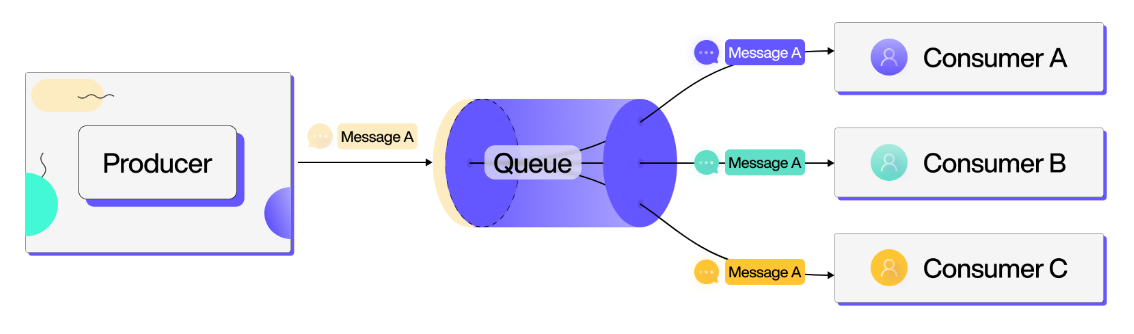 Producer
Message A
Queue
Message A
Consumer A
Message A
Consumer B
Message A
Consumer C